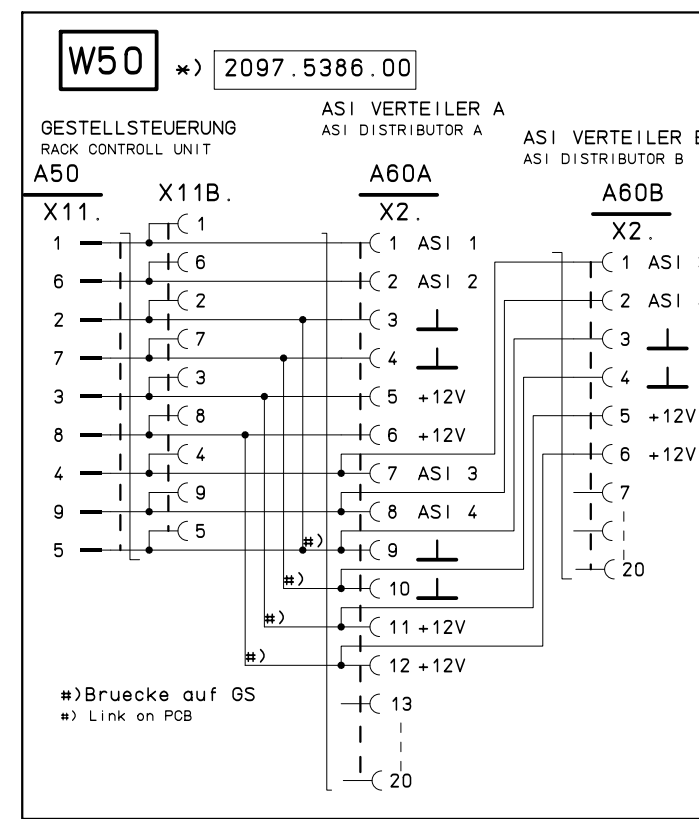 W50 *) 2097.5386.00
ASI VERTEILER A
ASI DISTRIBUTOR A
GESTELLSTEUERUNG
RACK CONTROLL UNIT
ASI VERTEILER
ASI DISTRIBUTOR B
A50
X11.
X11B.
A60A
X2.
A60B
X2.
1
6
2
7
3
8
4
9
5
1
6
2
7
3
8
4
9
5
1 ASI 1
2 ASI 2
3
4
5 +12V
6 +12V
7 ASI 3
8 ASI 4
9
10
11 +12V
12 +12V
13
20
#)
#)
#)
#)
1 ASI
2 ASI
3
4
5 +12V
6 +12V
7
20
#)Bruecke auf GS
#) Link on PCB